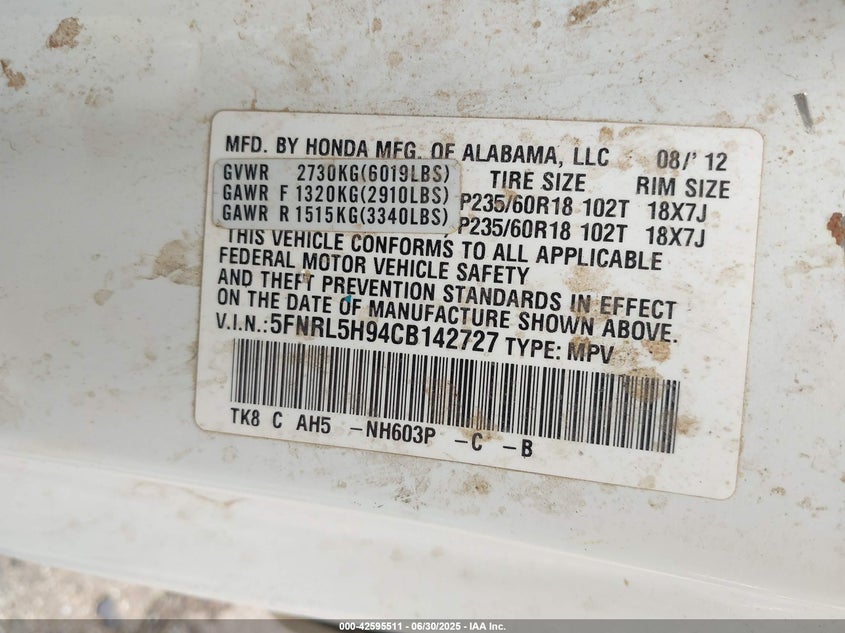 MFD. BY HONDA MFG. OF ALABAMA, LLC 08/'12
GVWR 2730KG(6019LBS) TIRE SIZE RIM SIZE
GAWR F 1320KG(2910LBS) P235/60R18 102T 18X7J
GAWR R 1515KG(3340LBS) P235/60R18 102T 18X7J
THIS VEHICLE CONFORMS TO ALL APPLICABLE
FEDERAL MOTOR VEHICLE SAFETY
AND THEFT PREVENTION STANDARDS IN EFFECT
ON THE DATE OF MANUFACTURE SHOWN ABOVE.
V.I.N.:5FNRL5H94CB142727 TYPE: MPV
TK8 C AH5 -NH603P -C -B
000-42595511 - 06/30/2025 - IAA Inc.